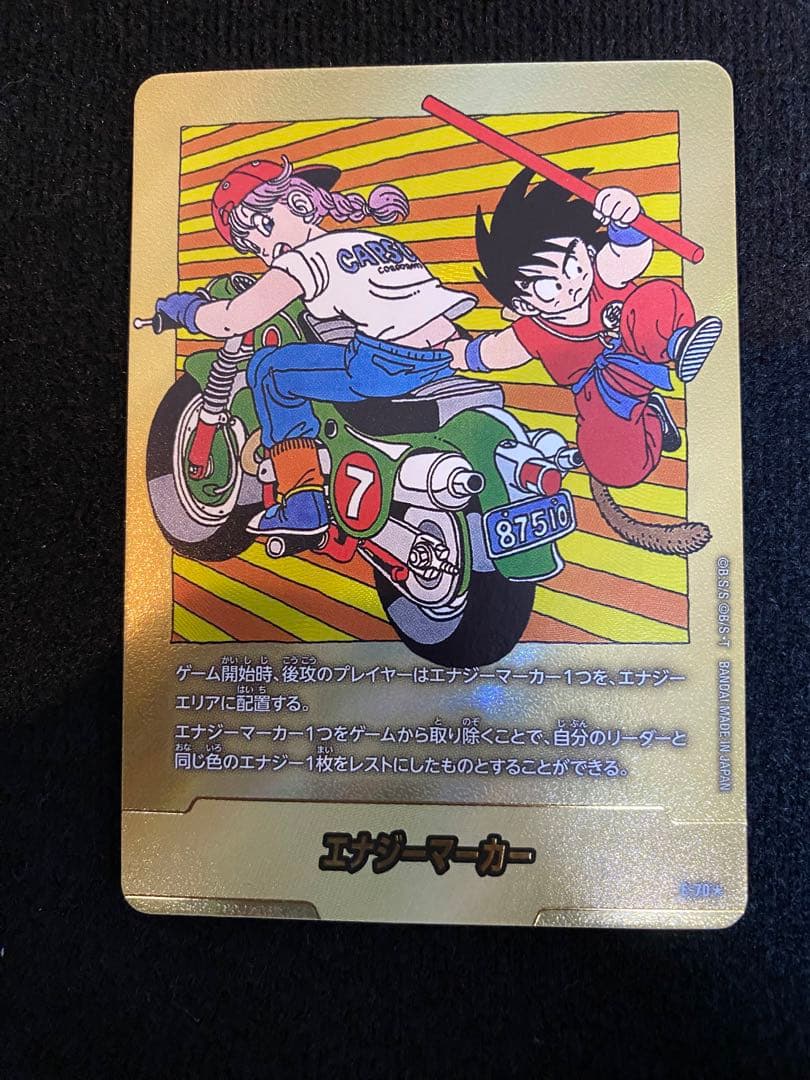 CAPSU
CORPORATI
7
87510
ゲーム開始時、後攻のプレイヤーはエナジーマーカー1つを、エナジー
エリアに配置する。
エナジーマーカー1つをゲームから取り除くことで、自分のリーダーと
同じ色のエナジー1枚をレストにしたものとすることができる。
©B・S/S ©B/S・T BANDAI MADE IN JAPAN
エナジーマーカー
E-70★